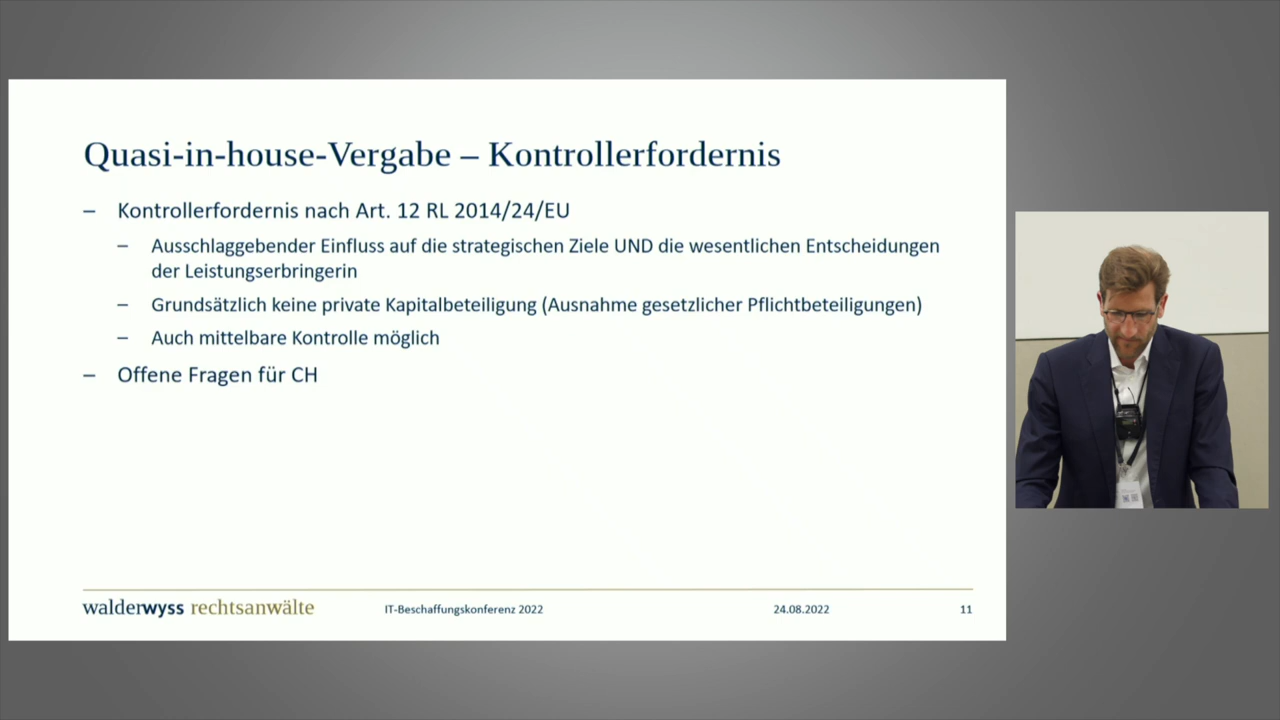 Quasi-in-house-Vergabe – Kontrollerfordernis
– Kontrollerfordernis nach Art. 12 RL 2014/24/EU
– Ausschlaggebender Einfluss auf die strategischen Ziele UND die wesentlichen Entscheidungen
der Leistungserbringerin
– Grundsätzlich keine private Kapitalbeteiligung (Ausnahme gesetzlicher Pflichtbeteiligungen)
– Auch mittelbare Kontrolle möglich
– Offene Fragen für CH
walderwyss rechtsanwälte
IT-Beschaffungskonferenz 2022
24.08.2022
11